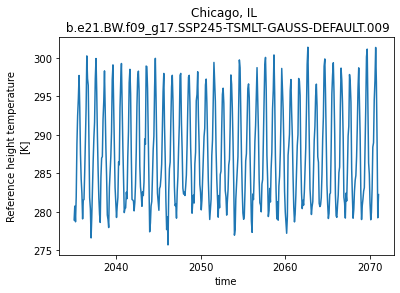 Chicago, IL
b.e21.BW.f09_g17.SSP245-TSMLT-GAUSS-DEFAULT.009
Reference height temperature
[K]
300
295
290
285
280
275
2040
2050
2060
2070
time